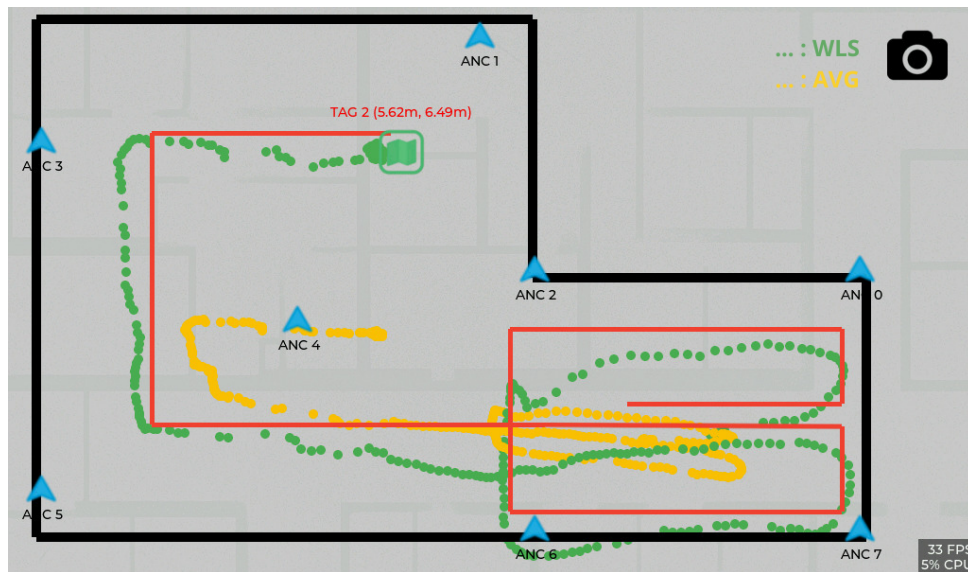 ... : WLS
ANC 1
... : AVG
TAG 2 (5.62m, 6.49m)
ANC 3
ANC 2
ANC 0
ANC 4
ANC 5
ANC 6
ANC 7
33 FPS
5% CPU